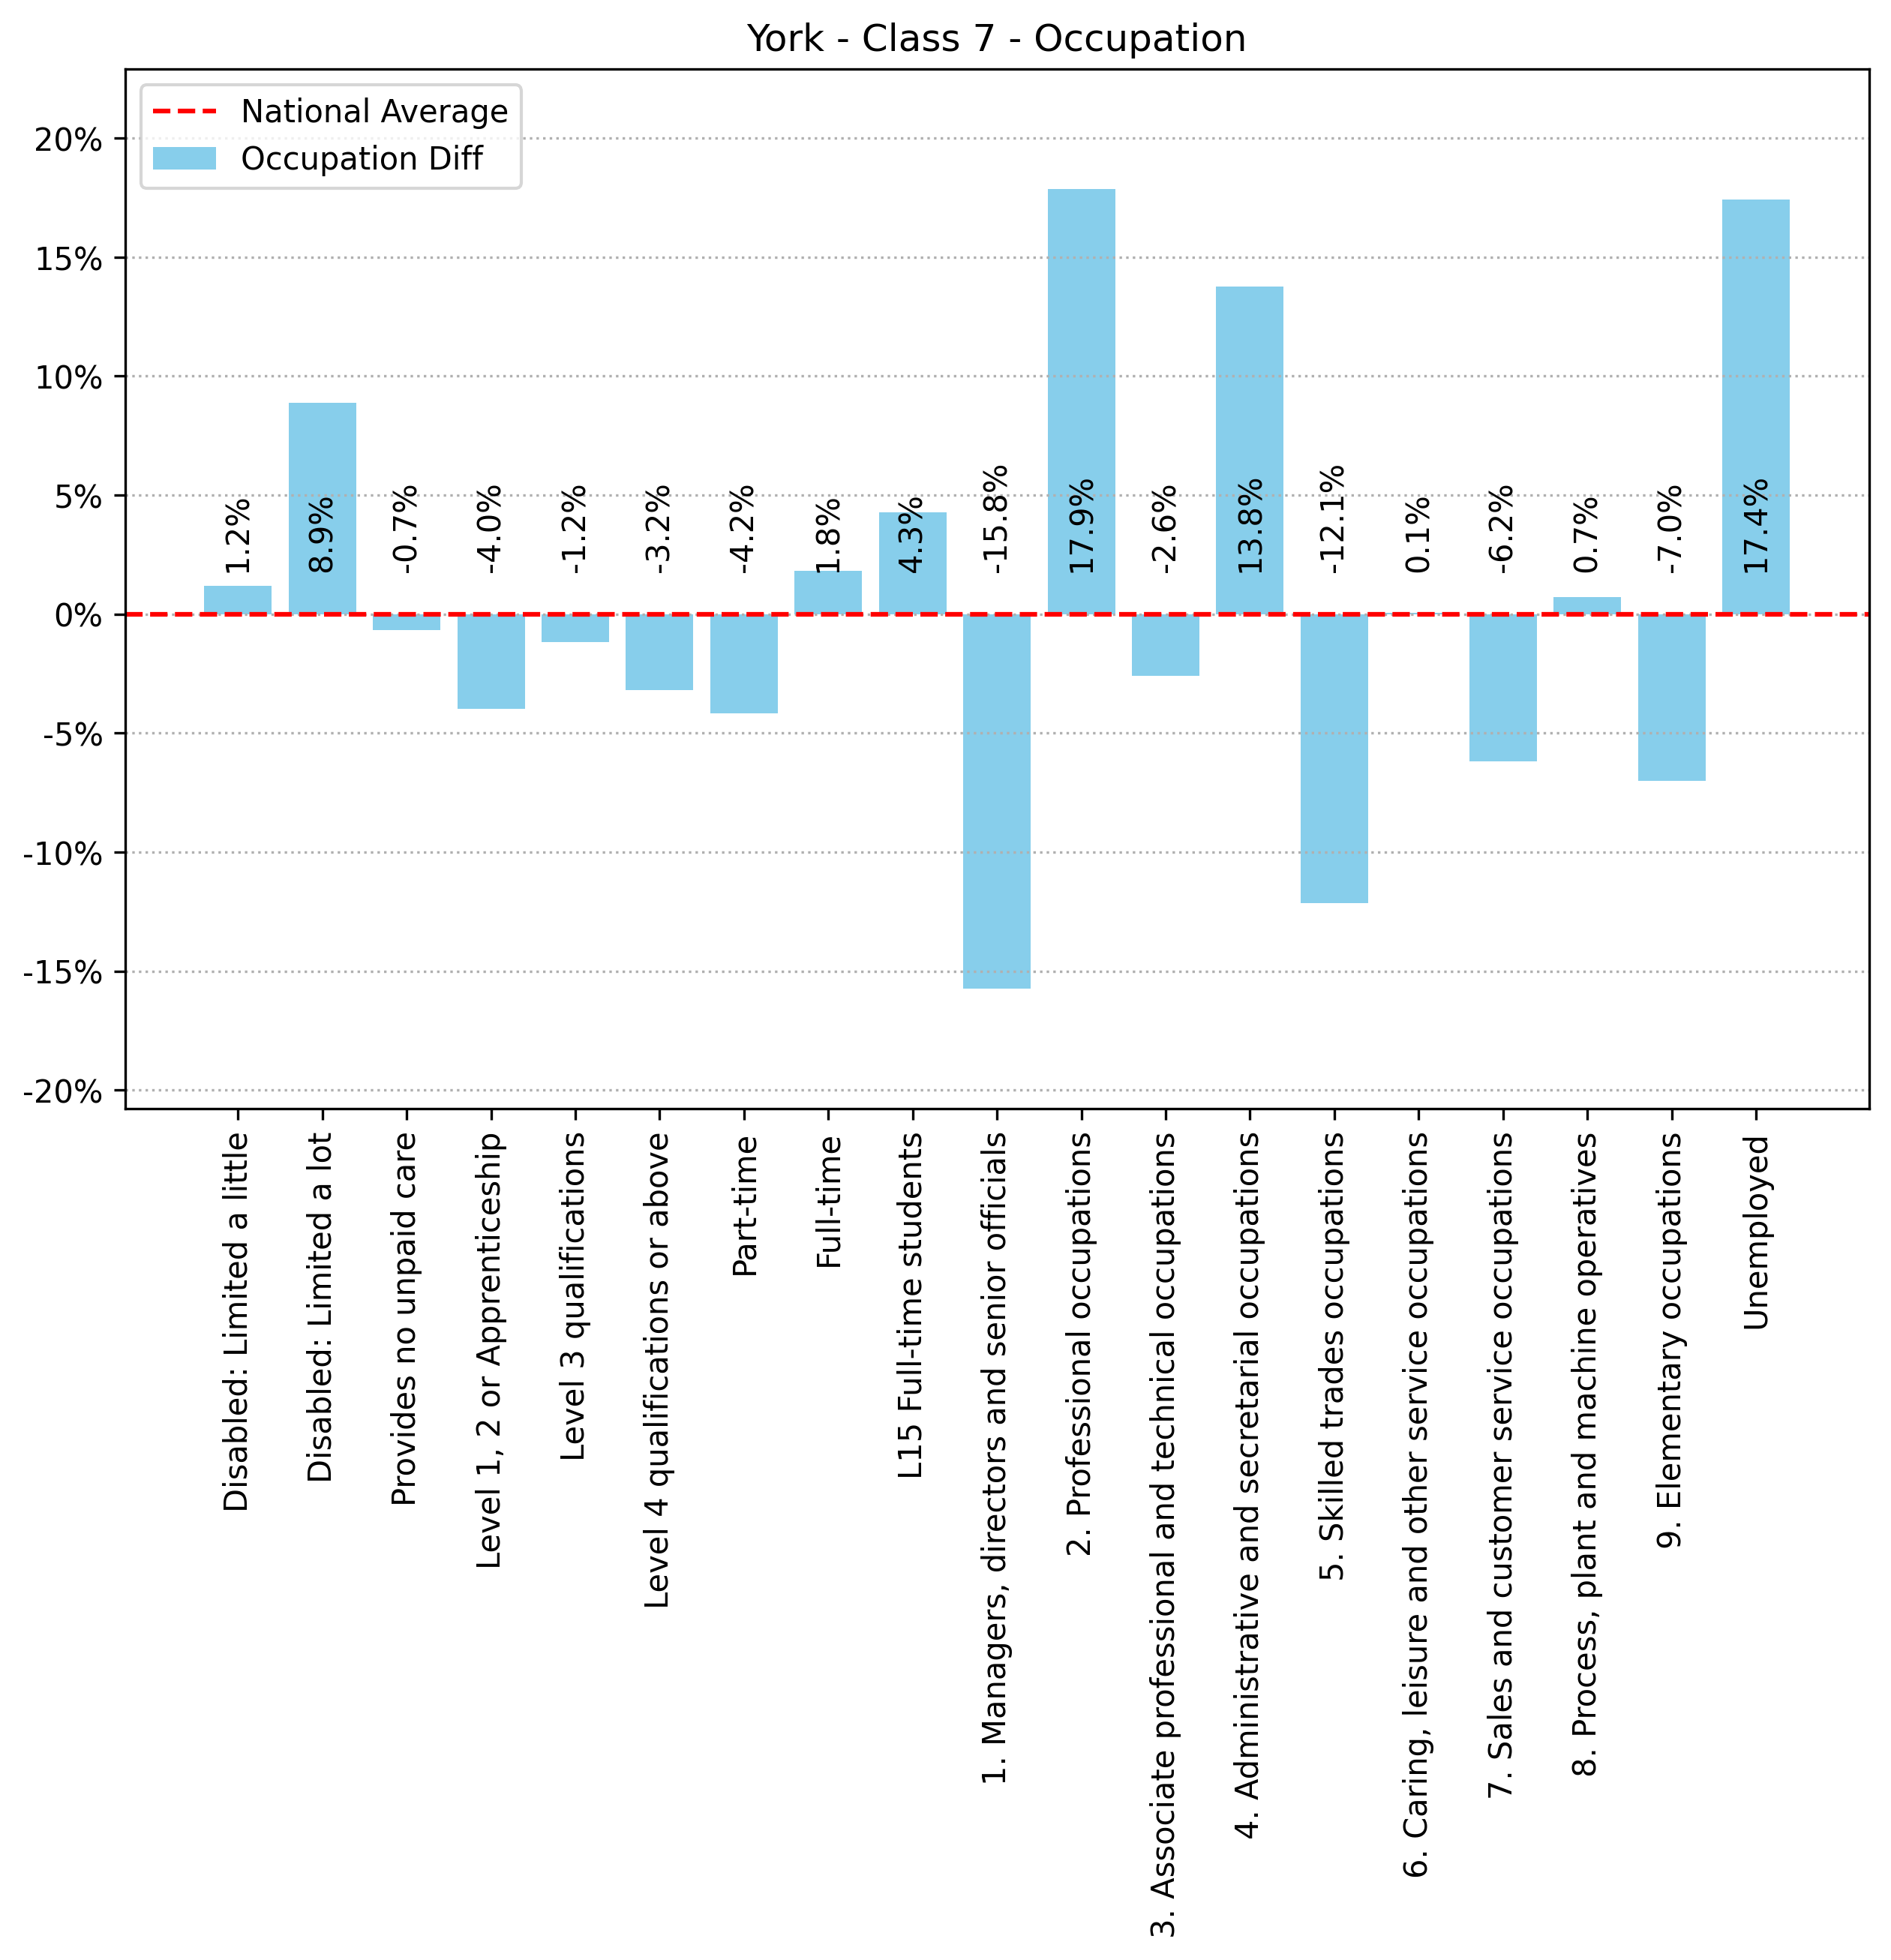 York - Class 7 - Occupation
National Average
Occupation Diff
20%
15%
10%
5%
0%
-5%
-10%
-15%
-20%
1.2%
8.9%
-0.7%
-4.0%
-1.2%
-3.2%
-4.2%
1.8%
4.3%
-15.8%
17.9%
-2.6%
13.8%
-12.1%
0.1%
-6.2%
0.7%
-7.0%
17.4%
Disabled: Limited a little
Disabled: Limited a lot
Provides no unpaid care
Level 1, 2 or Apprenticeship
Level 3 qualifications
Level 4 qualifications or above
Part-time
Full-time
L15 Full-time students
1. Managers, directors and senior officials
2. Professional occupations
3. Associate professional and technical occupations
4. Administrative and secretarial occupations
5. Skilled trades occupations
6. Caring, leisure and other service occupations
7. Sales and customer service occupations
8. Process, plant and machine operatives
9. Elementary occupations
Unemployed